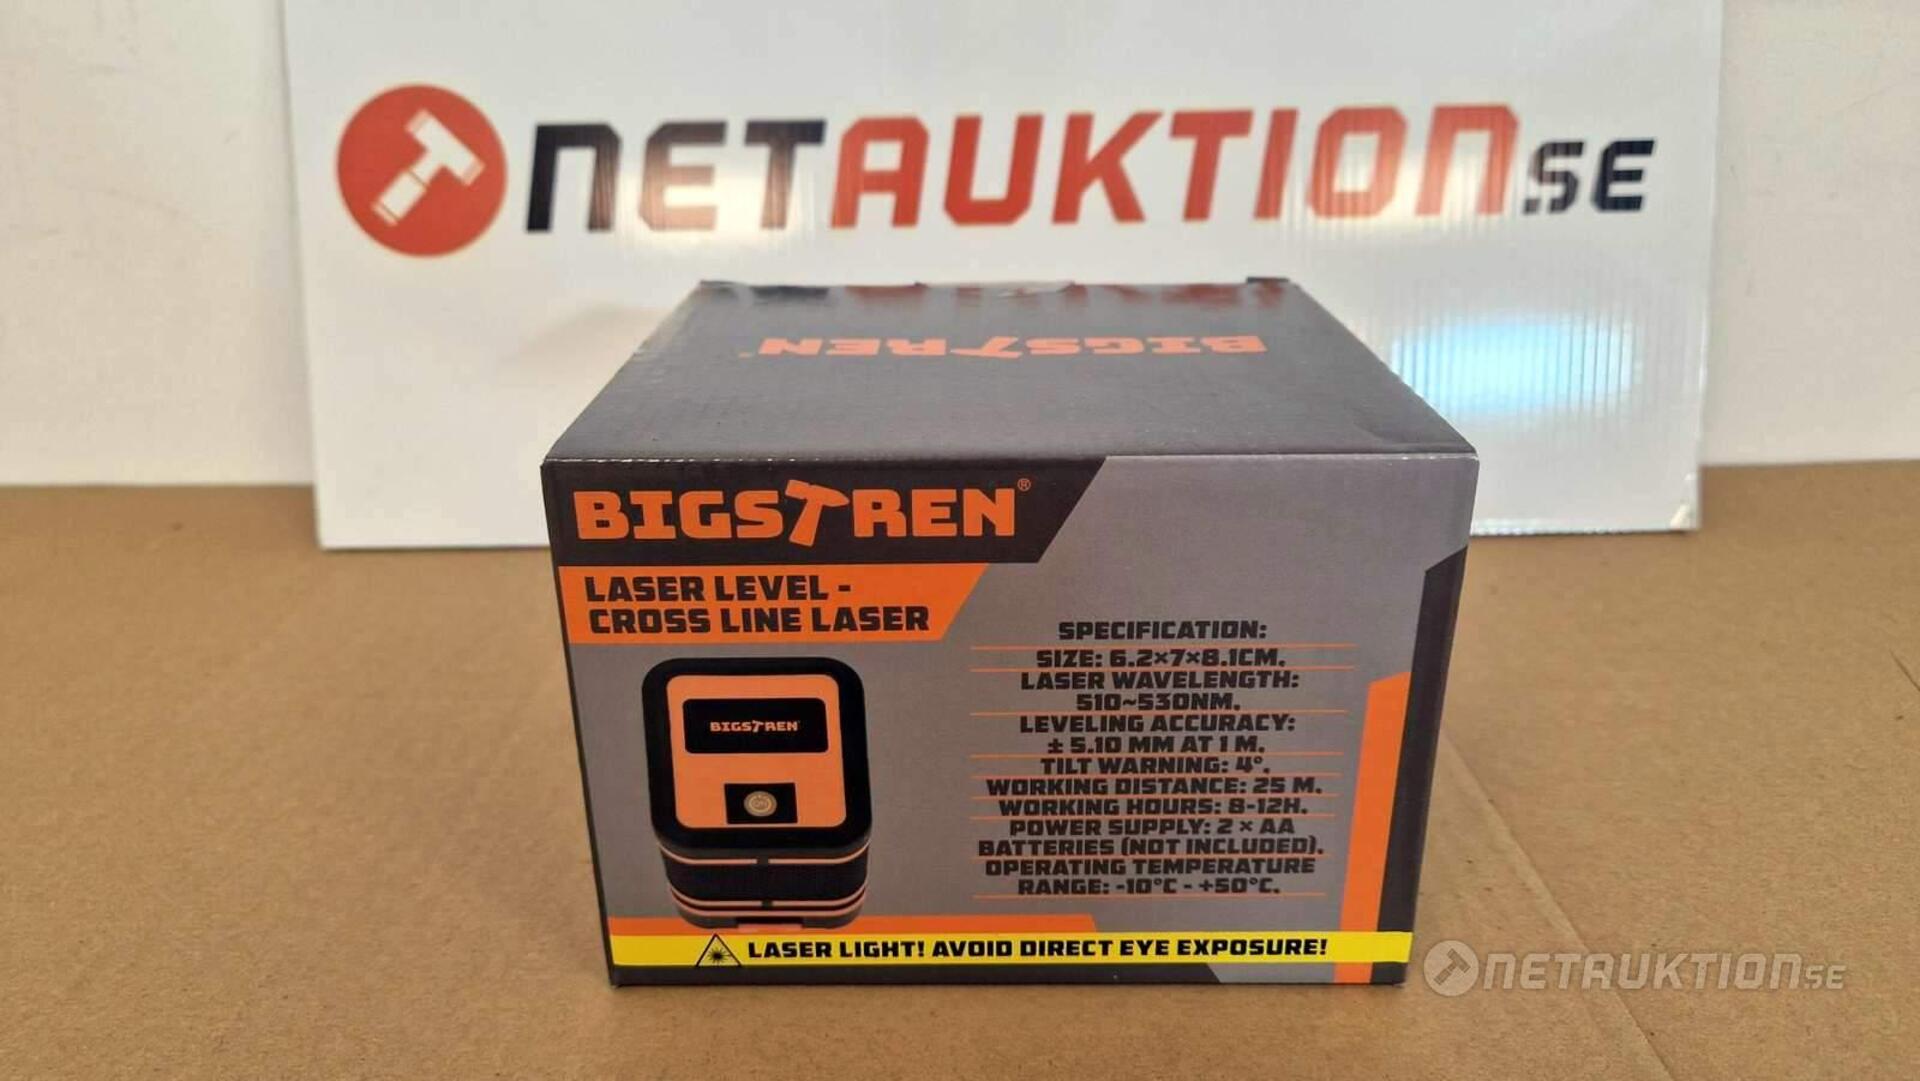 NETAUKTION.SE
BIGSTREN
BIGSTREN®
LASER LEVEL -
CROSS LINE LASER
SPECIFICATION:
SIZE: 6.2×7×8.1CM.
LASER WAVELENGTH:
510~530NM.
LEVELING ACCURACY:
± 5.10 MM AT 1 M.
TILT WARNING: 4°.
WORKING DISTANCE: 25 M.
WORKING HOURS: 8-12H.
POWER SUPPLY: 2 × AA
BATTERIES (NOT INCLUDED).
OPERATING TEMPERATURE
RANGE: -10°C - +50°C.
BIGSTREN
LASER LIGHT! AVOID DIRECT EYE EXPOSURE!
NETAUKTION.SE